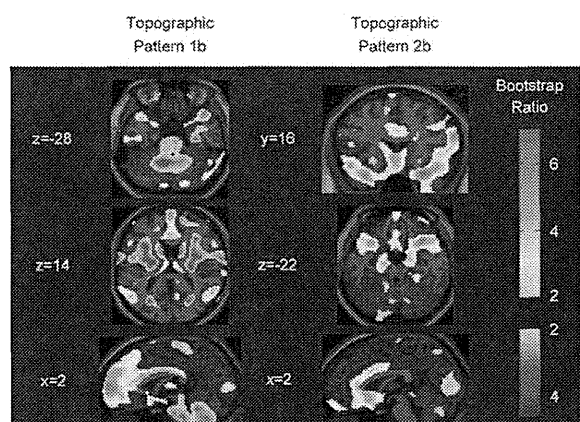 Topographic
Pattern 1b
Topographic
Pattern 2b
Bootstrap
Ratio
z=-28
y=16
6
4
z=14
z=-22
2
2
x=2
x=2
4